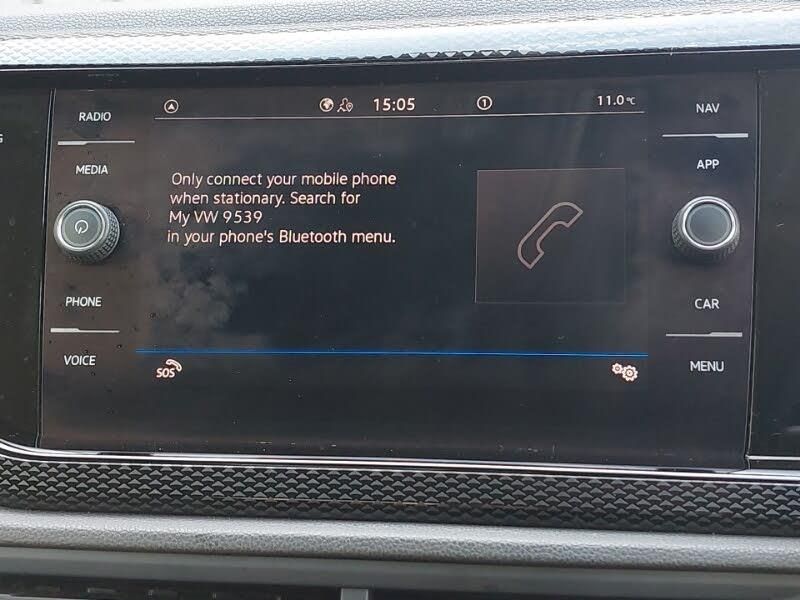 RADIO
MEDIA
PHONE
VOICE
15:05
1
11.0°C
Only connect your mobile phone
when stationary. Search for
My VW 9539
in your phone's Bluetooth menu.
SOS
NAV
APP
CAR
MENU